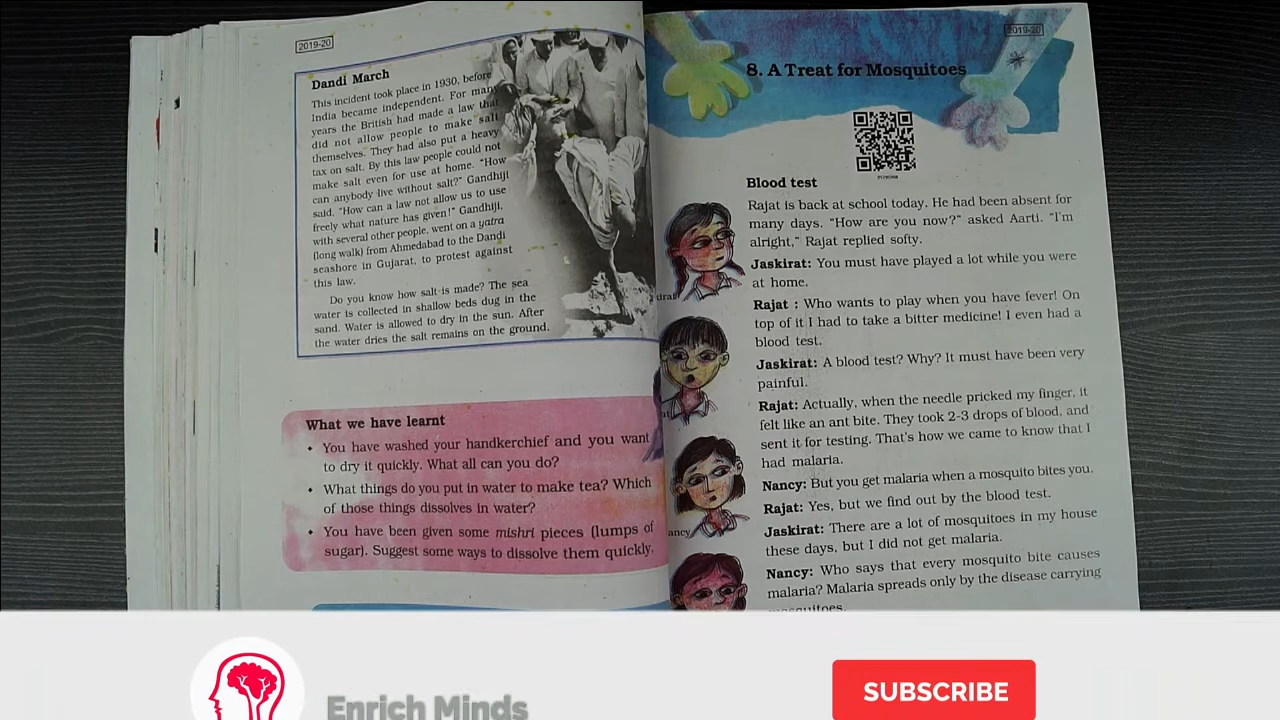 2019-20
Dandi March
This incident took place in 1930, before
India became independent. For many
years the British had made a law that
did not allow people to make salt
themselves. They had also put a heavy
tax on salt. By this law people could not
make salt even for use at home. “How
can anybody live without salt?” Gandhiji
said. “How can a law not allow us to use
freely what nature has given!” Gandhiji,
with several other people, went on a yatra
(long walk) from Ahmedabad to the Dandi
seashore in Gujarat, to protest against
this law.
Do you know how salt is made? The sea
water is collected in shallow beds dug in the
sand. Water is allowed to dry in the sun. After
the water dries the salt remains on the ground.
What we have learnt
• You have washed your handkerchief and you want
to dry it quickly. What all can you do?
• What things do you put in water to make tea? Which
of those things dissolves in water?
• You have been given some mishri pieces (lumps of
sugar). Suggest some ways to dissolve them quickly.
2019-20
8. A Treat for Mosquitoes
Blood test
Rajat is back at school today. He had been absent for
many days. “How are you now?” asked Aarti. “I'm
alright,” Rajat replied softy.
Jaskirat: You must have played a lot while you were
at home.
Rajat : Who wants to play when you have fever! On
top of it I had to take a bitter medicine! I even had a
blood test.
Jaskirat: A blood test? Why? It must have been very
painful.
Rajat: Actually, when the needle pricked my finger, it
felt like an ant bite. They took 2-3 drops of blood, and
sent it for testing. That's how we came to know that I
had malaria.
Nancy: But you get malaria when a mosquito bites you.
Rajat: Yes, but we find out by the blood test.
Jaskirat: There are a lot of mosquitoes in my house
these days, but I did not get malaria.
Nancy: Who says that every mosquito bite causes
malaria? Malaria spreads only by the disease carrying
mosquitoes.
Enrich Minds
SUBSCRIBE